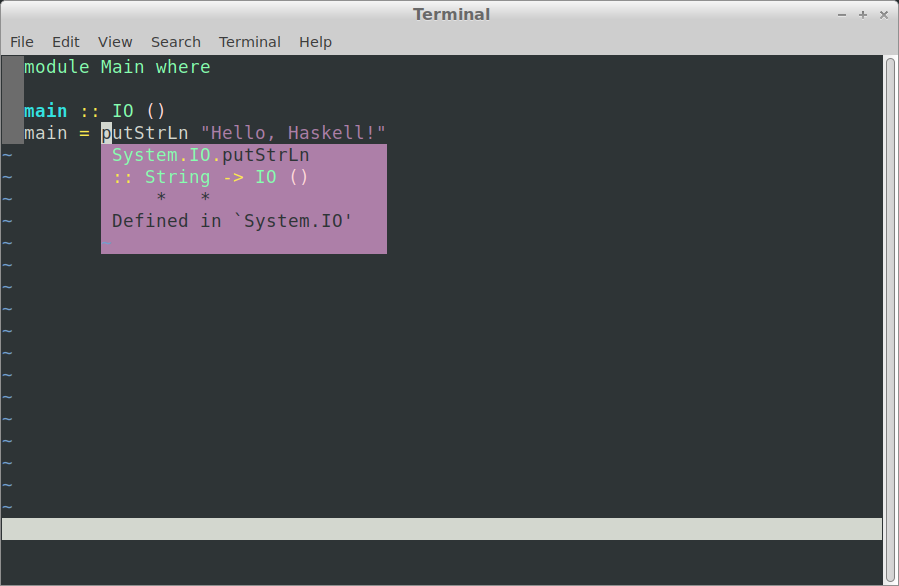 Terminal
File Edit View Search Terminal Help
module Main where
main :: IO ()
main = putStrLn "Hello, Haskell!"
~ System.IO.putStrLn
~ :: String -> IO ()
~ * *
~ Defined in `System.IO'
~ ~
~
~
~
~
~
~
~
~
~
~
~
~